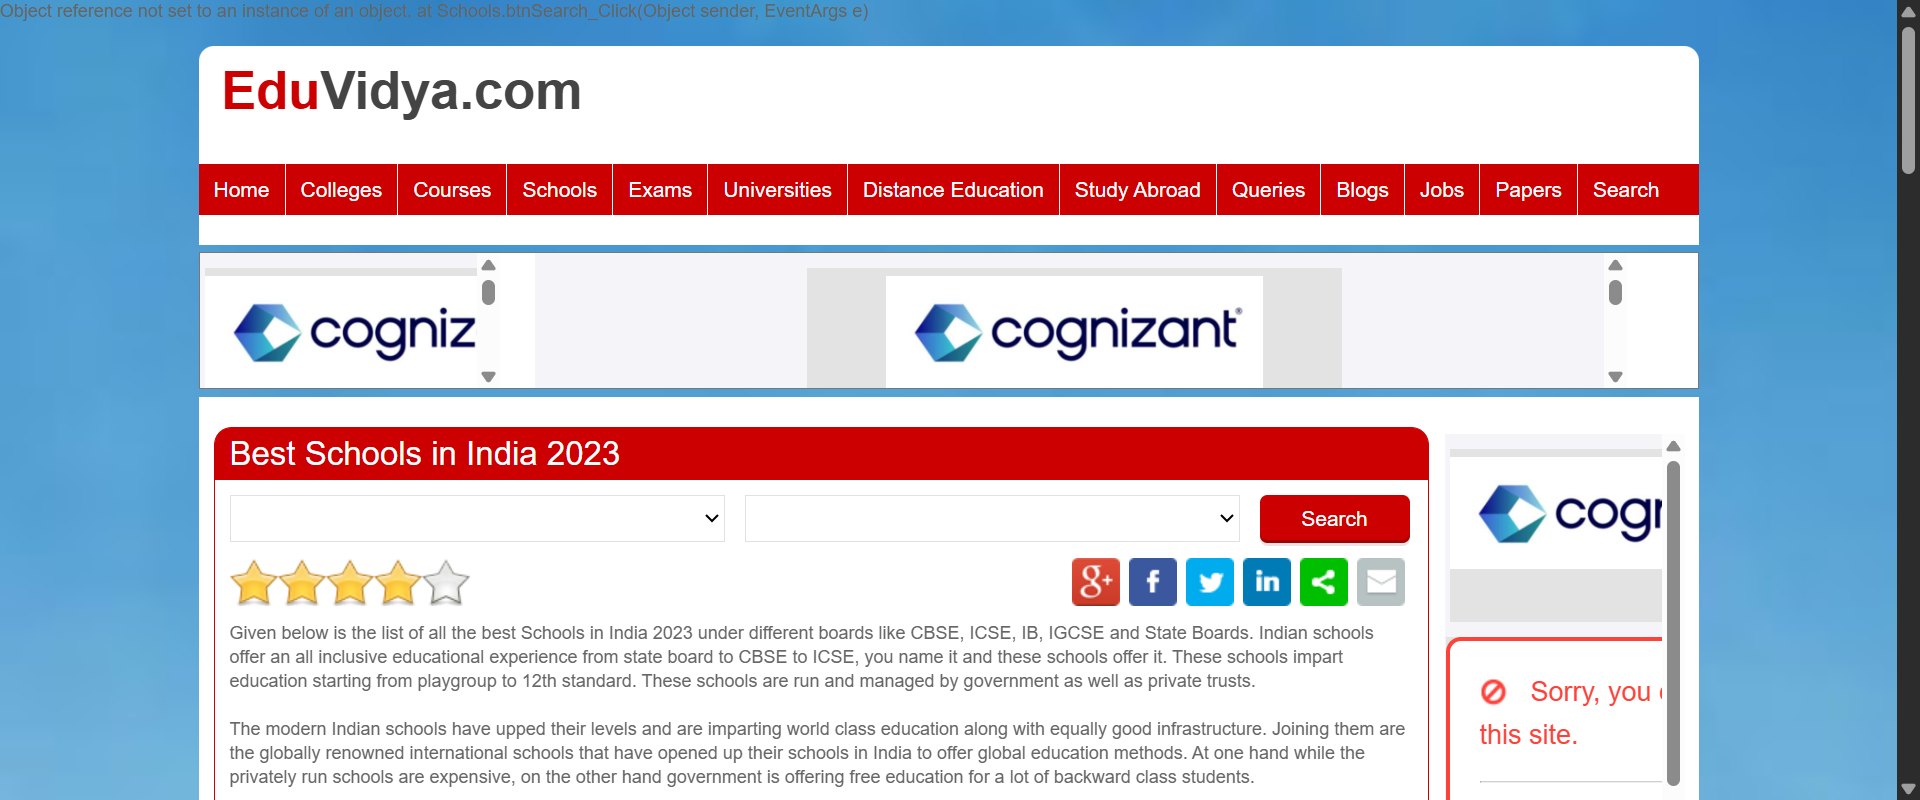 Object reference not set to an instance of an object. at Schools.btnSearch_Click(Object sender, EventArgs e)
EduVidya.com
Home Colleges Courses Schools Exams Universities Distance Education Study Abroad Queries Blogs Jobs Papers Search
cogniz
cognizant®
Best Schools in India 2023
Search
g+ f in
Given below is the list of all the best Schools in India 2023 under different boards like CBSE, ICSE, IB, IGCSE and State Boards. Indian schools
offer an all inclusive educational experience from state board to CBSE to ICSE, you name it and these schools offer it. These schools impart
education starting from playgroup to 12th standard. These schools are run and managed by government as well as private trusts.
The modern Indian schools have upped their levels and are imparting world class education along with equally good infrastructure. Joining them are
the globally renowned international schools that have opened up their schools in India to offer global education methods. At one hand while the
privately run schools are expensive, on the other hand government is offering free education for a lot of backward class students.
cogn
Sorry, you
this site.